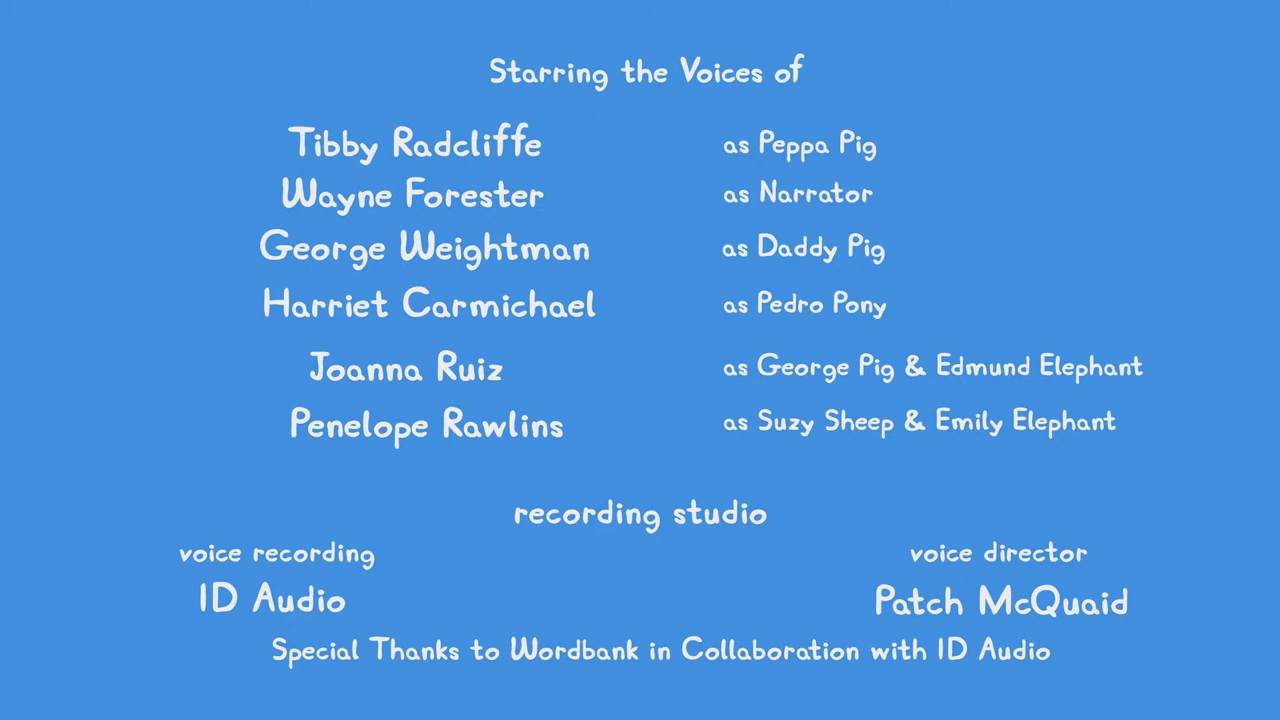 Starring the Voices of
Tibby Radcliffe as Peppa Pig
Wayne Forester as Narrator
George Weightman as Daddy Pig
Harriet Carmichael as Pedro Pony
Joanna Ruiz as George Pig & Edmund Elephant
Penelope Rawlins as Suzy Sheep & Emily Elephant
recording studio
voice recording voice director
ID Audio Patch McQuaid
Special Thanks to Wordbank in Collaboration with ID Audio